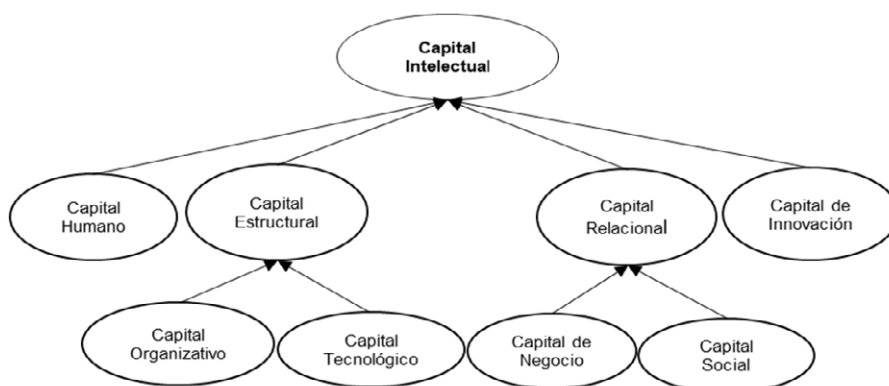 Capital
Intelectual
Capital
Humano
Capital
Estructural
Capital
Relacional
Capital de
Innovación
Capital
Organizativo
Capital
Tecnológico
Capital de
Negocio
Capital
Social